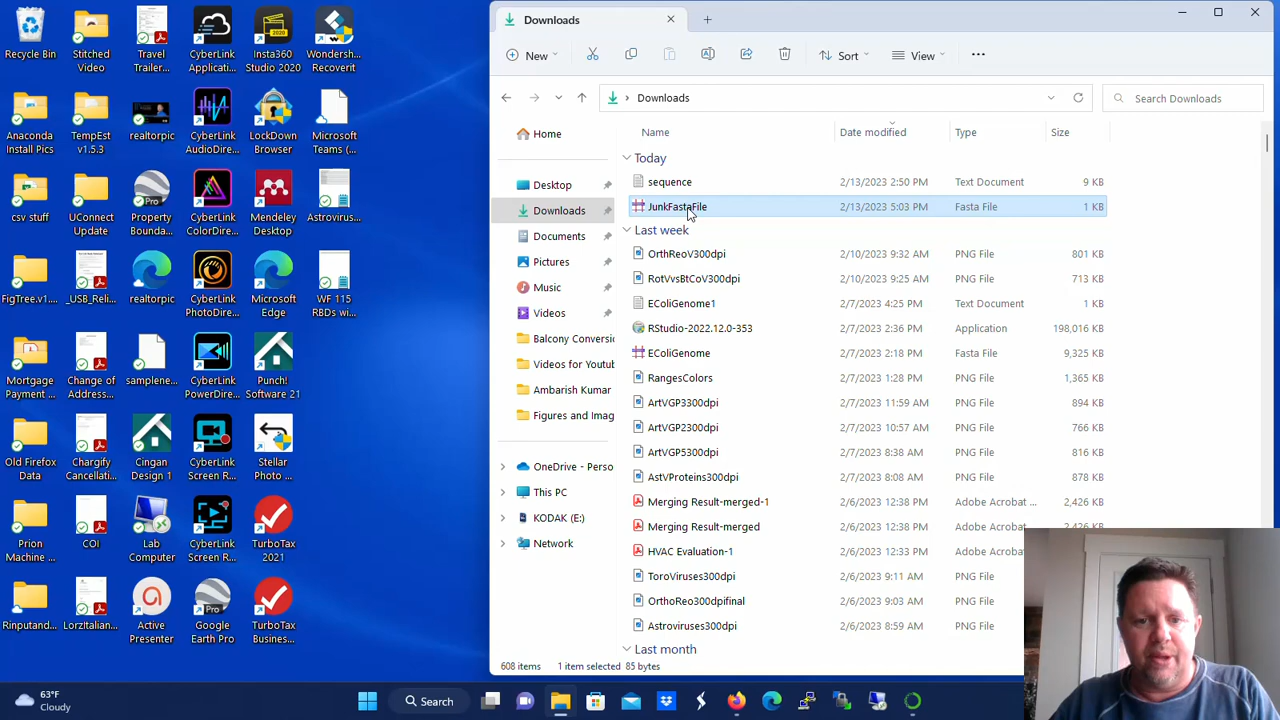 Recycle Bin
Stitched Video
Travel Trailer...
CyberLink Applicati...
Insta360 Studio 2020
Wondersh... Recoverit
Anaconda Install Pics
TempEst v1.5.3
realtorpic
CyberLink AudioDire...
LockDown Browser
Microsoft Teams (...
csv stuff
UConnect Update
Property Bounda...
CyberLink ColorDirec...
Mendeley Desktop
Astrovirus...
FigTree.v1....
_USB_Reli...
realtorpic
CyberLink PhotoDirec...
Microsoft Edge
WF 115 RBDs wi...
Mortgage Payment ...
Change of Address...
samplene...
CyberLink PowerDirec...
Punch! Software 21
Old Firefox Data
Chargify Cancellati...
Cingan Design 1
CyberLink Screen R...
Stellar Photo ...
Prion Machine ...
COI
Lab Computer
CyberLink Screen R...
TurboTax 2021
Rinputand...
LorzItalian...
Active Presenter
Google Earth Pro
TurboTax Business...
Downloads
New
Sort
View
Downloads
Search Downloads
Home
Desktop
Downloads
Documents
Pictures
Music
Videos
Balcony Conversic
Videos for Youtub
Ambarish Kumar
Figures and Imag
OneDrive - Perso
This PC
KODAK (E:)
Network
Name Date modified Type Size
Today
sequence 2/13/2023 2:50 PM Text Document 9 KB
JunkFastaFile 2/13/2023 5:03 PM Fasta File 1 KB
Last week
OrthReoV300dpi 2/10/2023 9:32 AM PNG File 801 KB
RotVvsBtCoV300dpi 2/10/2023 9:25 AM PNG File 713 KB
EColiGenome1 2/7/2023 4:25 PM Text Document 1 KB
RStudio-2022.12.0-353 2/7/2023 2:36 PM Application 198,016 KB
EColiGenome 2/7/2023 2:18 PM Fasta File 9,325 KB
RangesColors 2/7/2023 1:28 PM PNG File 1,365 KB
ArtVGP3300dpi 2/7/2023 11:59 AM PNG File 894 KB
ArtVGP2300dpi 2/7/2023 10:57 AM PNG File 766 KB
ArtVGP5300dpi 2/7/2023 8:38 AM PNG File 816 KB
AstVProteins300dpi 2/7/2023 8:08 AM PNG File 813 KB
Merging Result-merged-1 2/6/2023 12:38 PM Adobe Acrobat ... 2,426 KB
Merging Result-merged 2/6/2023 12:38 PM Adobe Acrobat 2,426 KB
HVAC Evaluation-1 2/6/2023 12:33 PM Adobe Acroba
ToroViruses300dpi 2/6/2023 9:11 AM PNG File
OrthoReo300dpifinal 2/6/2023 9:03 AM PNG File
Astroviruses300dpi 2/6/2023 8:59 AM PNG File
Last month
608 items 1 item selected 85 bytes
63°F
Cloudy
Search